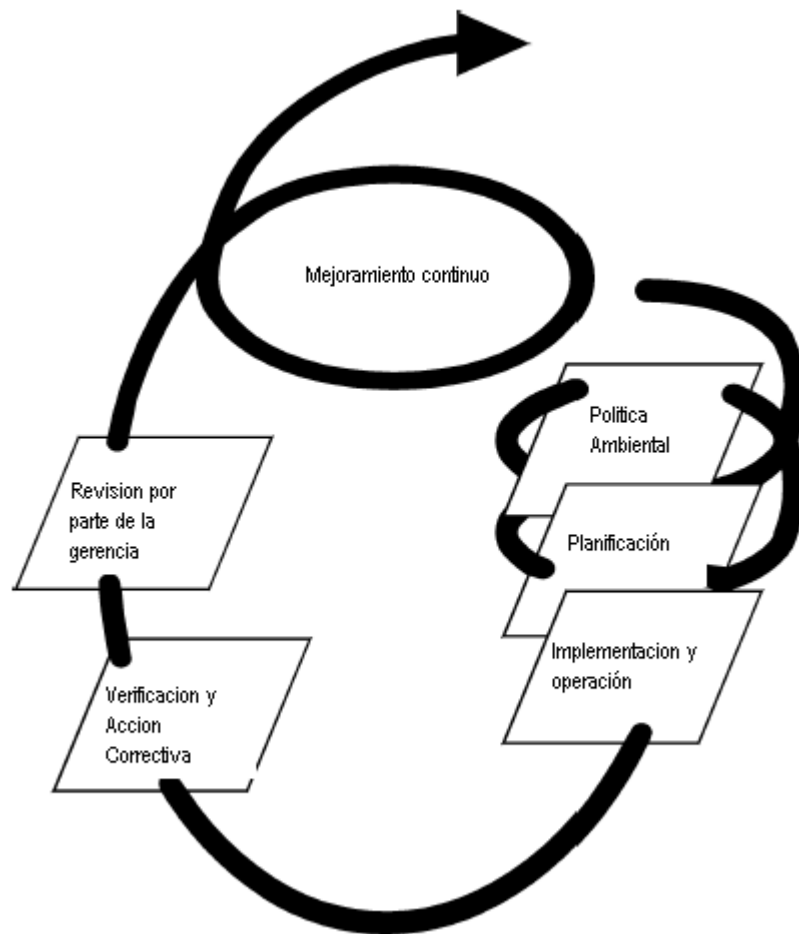 Mejoramiento continuo
Politica
Ambiental
Planificación
Implementacion y
operación
Verificacion y
Accion
Correctiva
Revision por
parte de la
gerencia